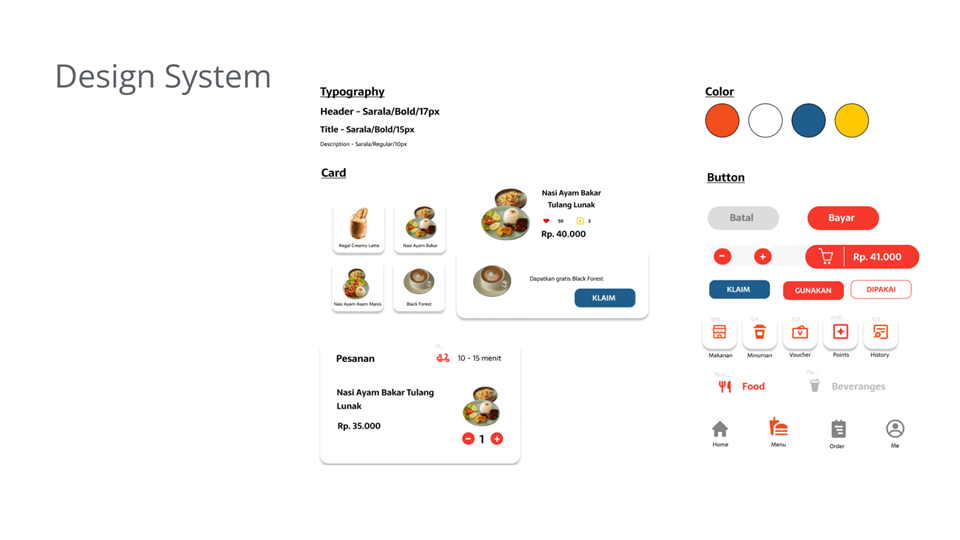 Design System
Typography
Header - Sarala/Bold/17px
Title - Sarala/Bold/15px
Description - Sarala/Regular/10px
Card
Regal Creamy Latte
Nasi Ayam Bakar
Nasi Ayam Asam Manis
Black Forest
Nasi Ayam Bakar
Tulang Lunak
50
3
Rp. 40.000
Dapatkan gratis Black Forest
KLAIM
Pesanan
10 - 15 menit
Nasi Ayam Bakar Tulang
Lunak
Rp. 35.000
1
Color
Button
Batal
Bayar
Rp. 41.000
KLAIM
GUNAKAN
DIPAKAI
Makanan
Minuman
Voucher
Points
History
Food
Beveranges
Home
Menu
Order
Me